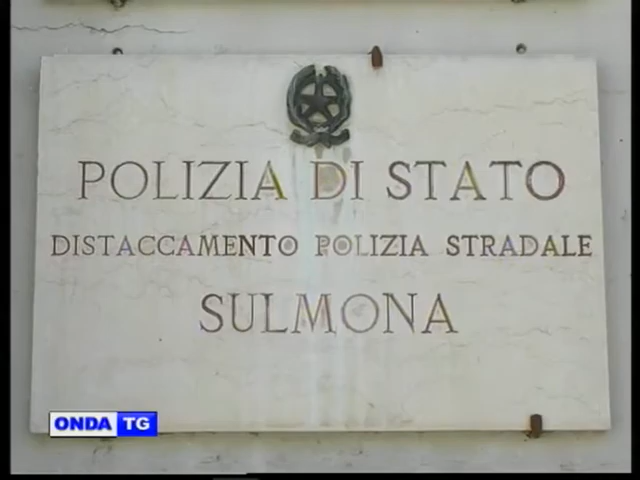 POLIZIA DI STATO
DISTACCAMENTO POLIZIA STRADALE
SULMONA
ONDA TG